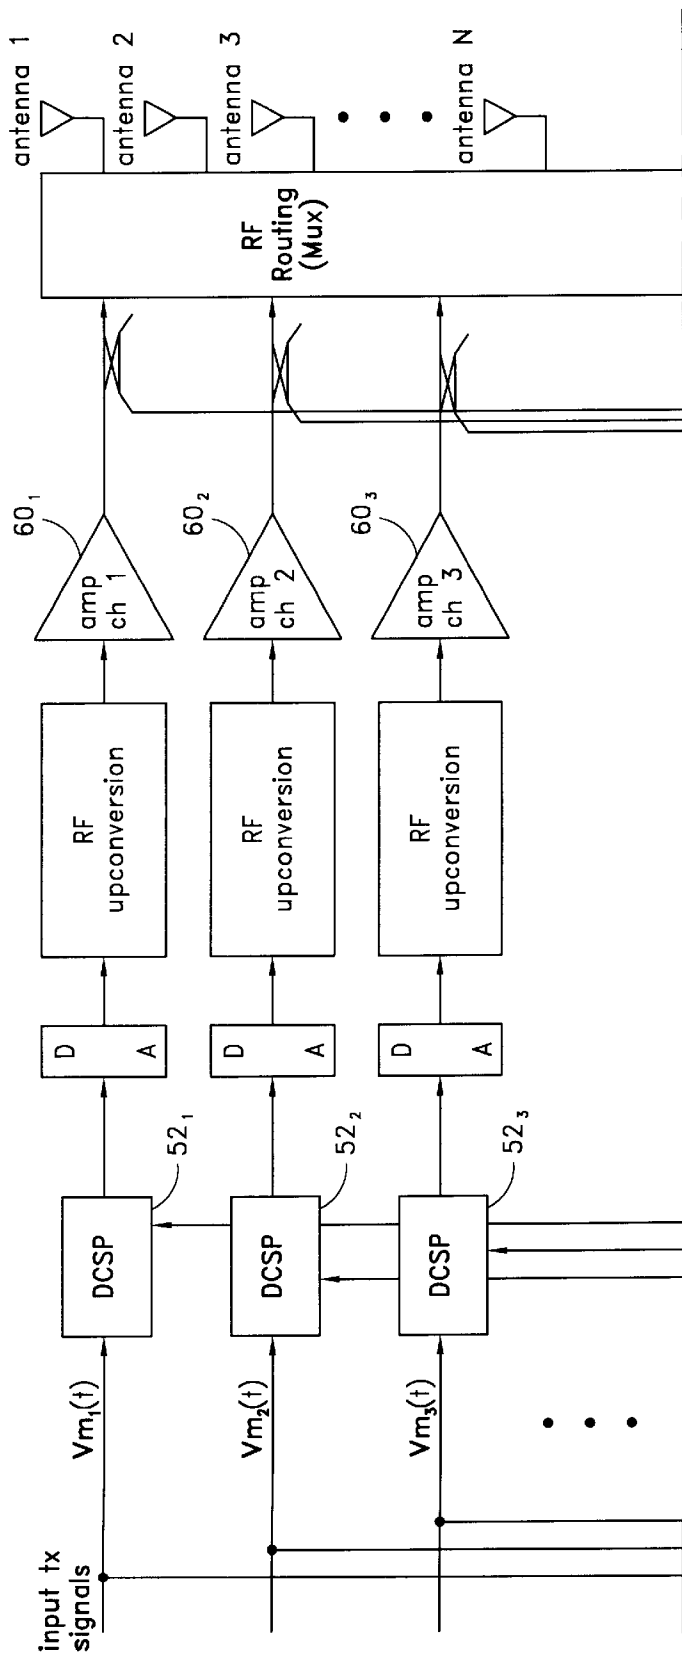 input tx
signals
Vm₁(t)
DCSP
52₁
D
A
RF
upconversion
amp
ch 1
60₁
Vm₂(t)
DCSP
52₂
D
A
RF
upconversion
amp
ch 2
60₂
Vm₃(t)
DCSP
52₃
D
A
RF
upconversion
amp
ch 3
60₃
RF
Routing
(Mux)
antenna 1
antenna 2
antenna 3
antenna N